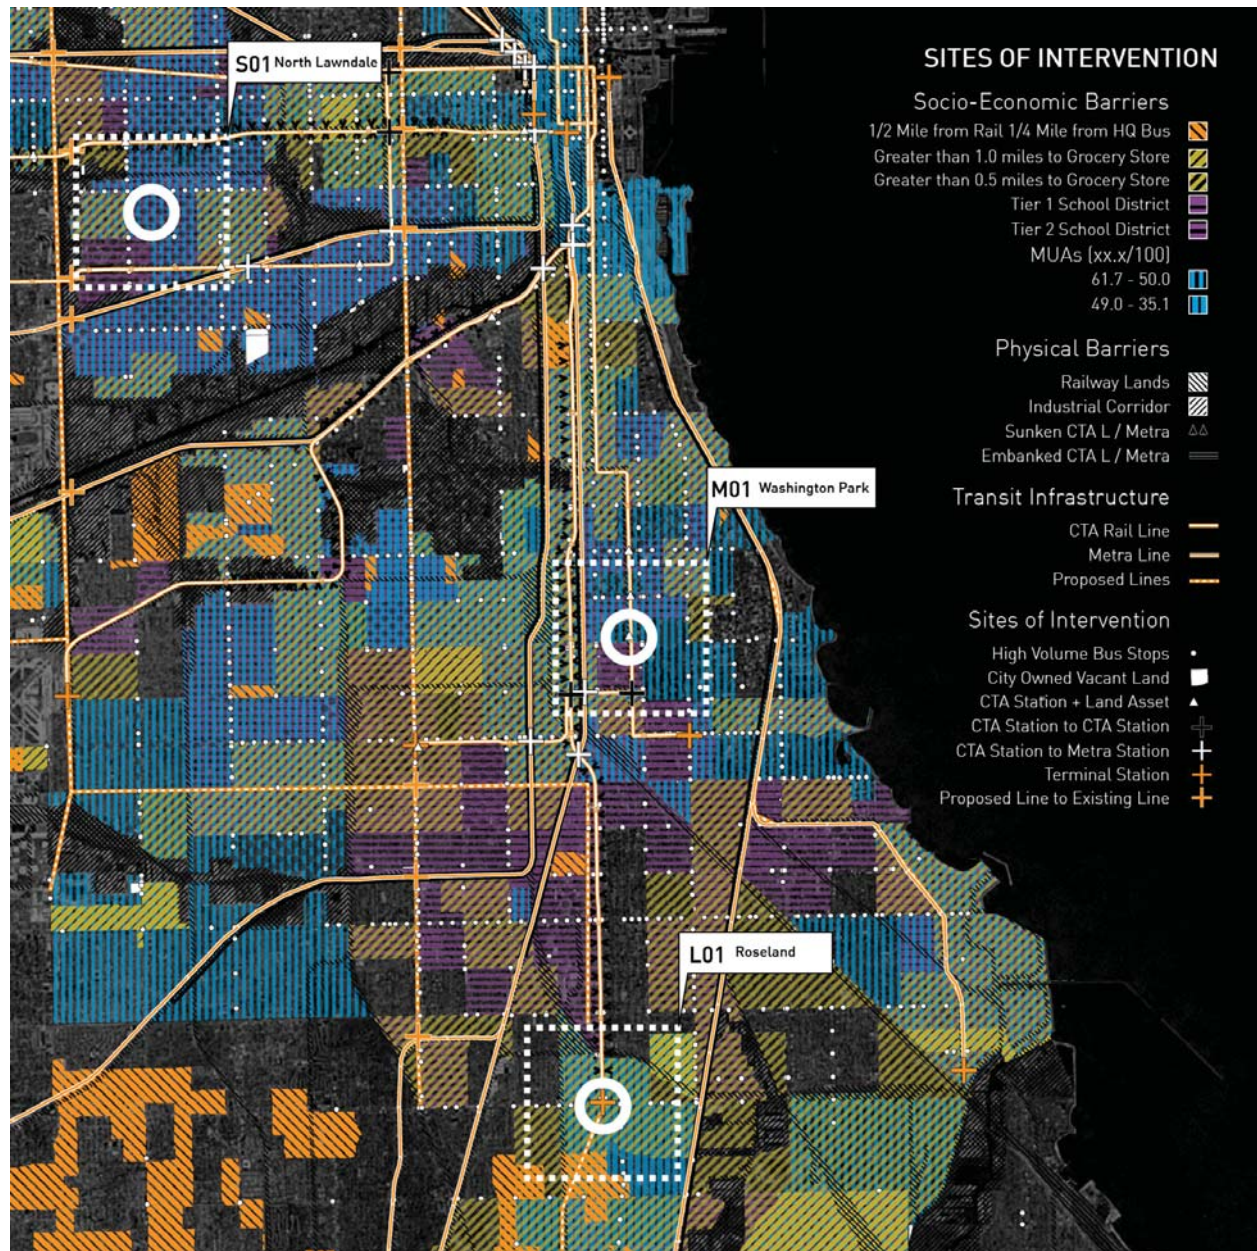 S01 North Lawndale
M01 Washington Park
L01 Roseland
SITES OF INTERVENTION
Socio-Economic Barriers
1/2 Mile from Rail 1/4 Mile from HQ Bus
Greater than 1.0 miles to Grocery Store
Greater than 0.5 miles to Grocery Store
Tier 1 School District
Tier 2 School District
MUAs [xx.x/100]
61.7 - 50.0
49.0 - 35.1
Physical Barriers
Railway Lands
Industrial Corridor
Sunken CTA L / Metra
Embanked CTA L / Metra
Transit Infrastructure
CTA Rail Line
Metra Line
Proposed Lines
Sites of Intervention
High Volume Bus Stops
City Owned Vacant Land
CTA Station + Land Asset
CTA Station to CTA Station
CTA Station to Metra Station
Terminal Station
Proposed Line to Existing Line